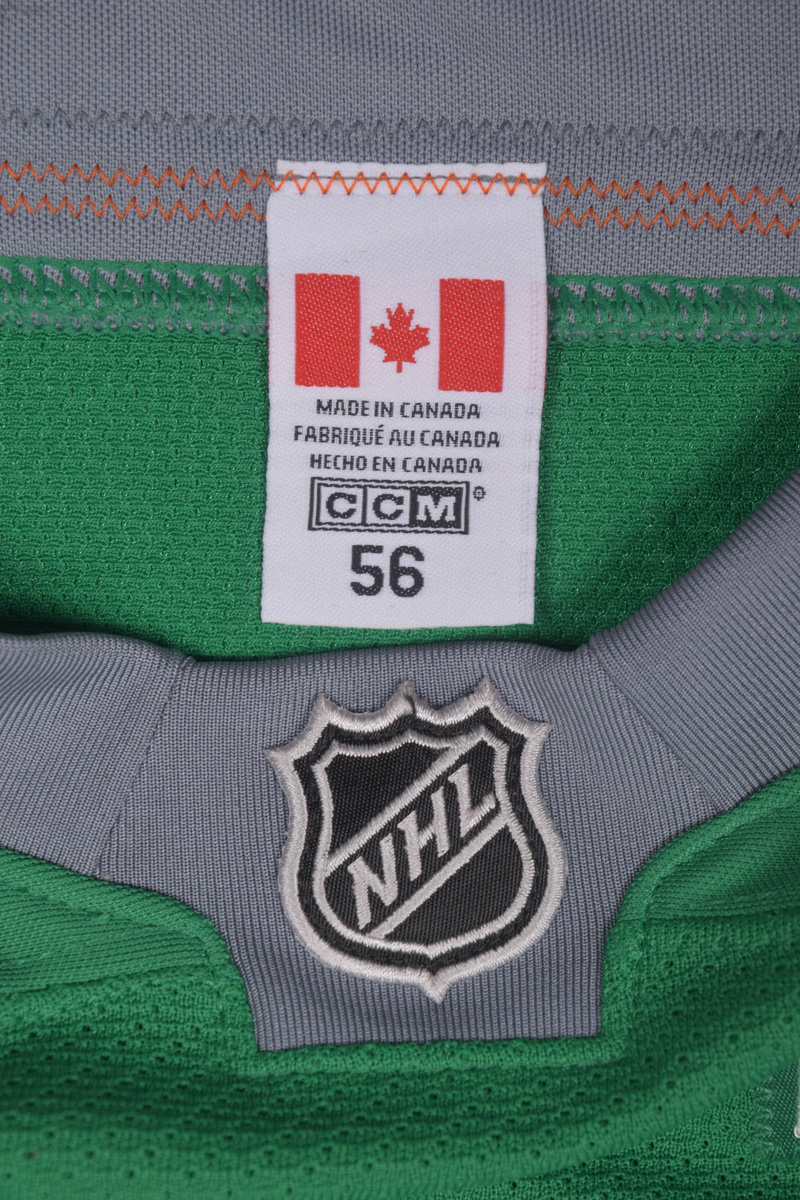 MADE IN CANADA
FABRIQUÉ AU CANADA
HECHO EN CANADA
CCM®
56
NHL